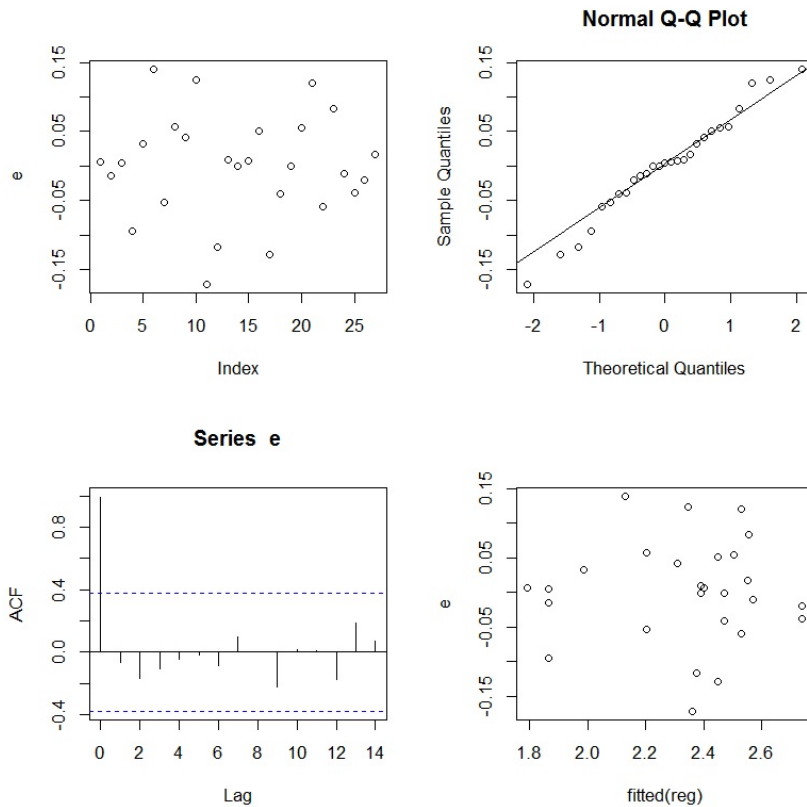 e
0.15
0.05
-0.05
-0.15
0 5 10 15 20 25
Index
Normal Q-Q Plot
Sample Quantiles
0.15
0.05
-0.05
-0.15
-2 -1 0 1 2
Theoretical Quantiles
Series e
ACF
0.8
0.4
0.0
-0.4
0 2 4 6 8 10 12 14
Lag
e
0.15
0.05
-0.05
-0.15
1.8 2.0 2.2 2.4 2.6
fitted(reg)